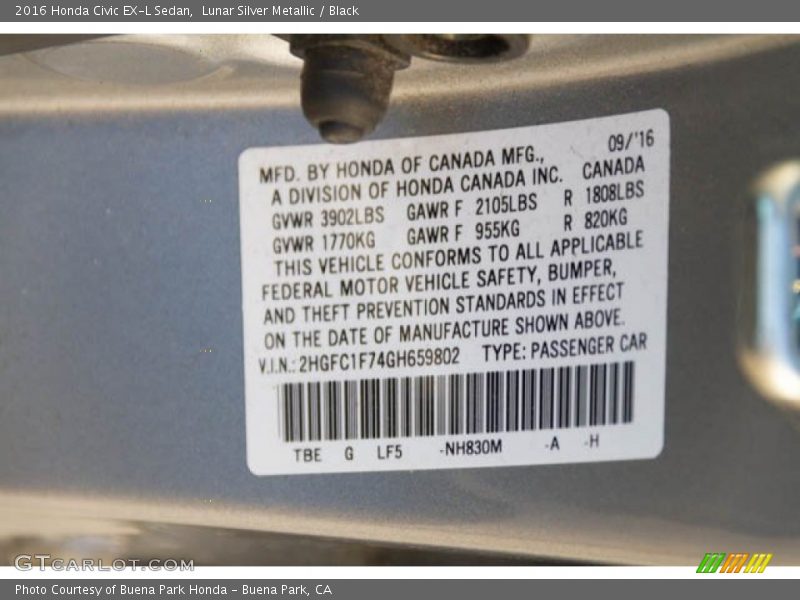 2016 Honda Civic EX-L Sedan,  Lunar Silver Metallic / Black
09/'16
MFD. BY HONDA OF CANADA MFG.,
A DIVISION OF HONDA CANADA INC. CANADA
GVWR 3902LBS GAWR F 2105LBS R 1808LBS
GVWR 1770KG GAWR F 955KG R 820KG
THIS VEHICLE CONFORMS TO ALL APPLICABLE
FEDERAL MOTOR VEHICLE SAFETY, BUMPER,
AND THEFT PREVENTION STANDARDS IN EFFECT
ON THE DATE OF MANUFACTURE SHOWN ABOVE.
V.I.N.: 2HGFC1F74GH659802 TYPE: PASSENGER CAR
TBE G LF5 -NH830M -A -H
GTCARLOT.COM
Photo Courtesy of Buena Park Honda - Buena Park, CA